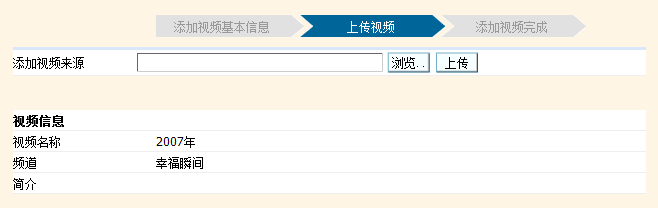 添加视频基本信息 上传视频 添加视频完成
添加视频来源 浏览.. 上传
视频信息
视频名称 2007年
频道 幸福瞬间
简介